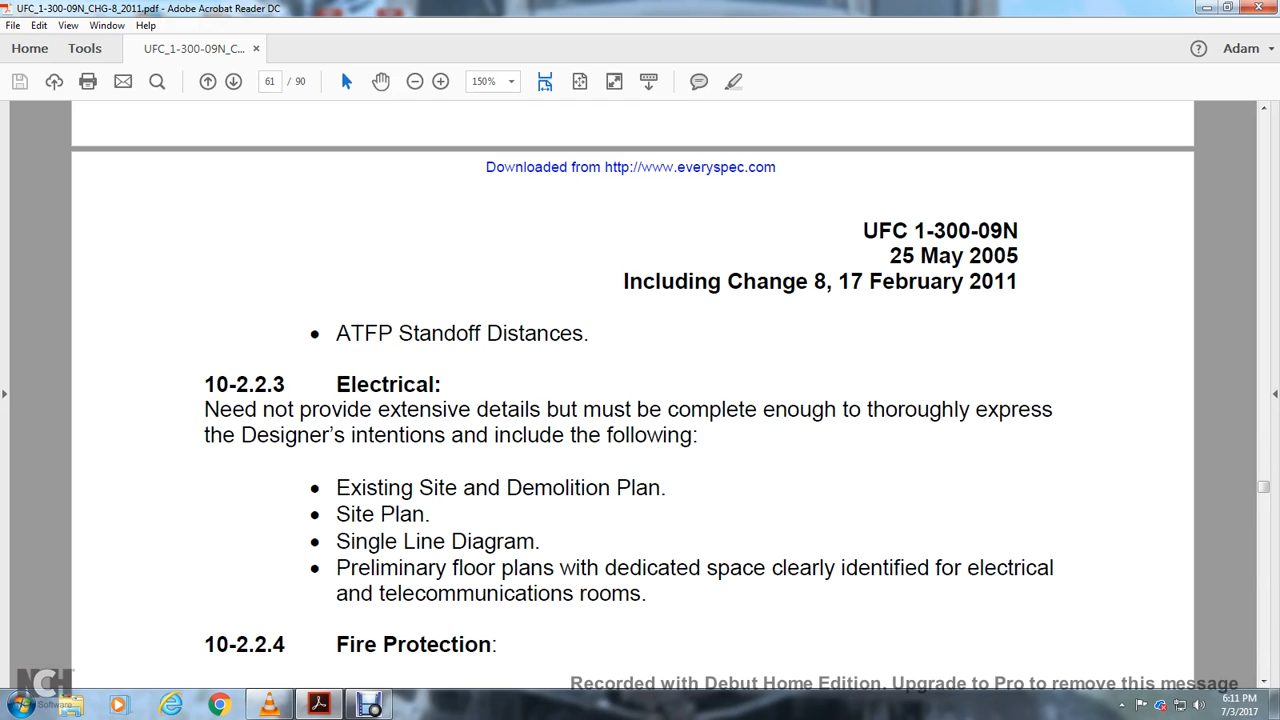 UFC_1-300-09N_CHG-8_2011.pdf - Adobe Acrobat Reader DC
File Edit View Window Help
Home Tools UFC_1-300-09N_C... × Adam
61 / 90 150%
Downloaded from http://www.everyspec.com
UFC 1-300-09N
25 May 2005
Including Change 8, 17 February 2011
• ATFP Standoff Distances.
10-2.2.3 Electrical:
Need not provide extensive details but must be complete enough to thoroughly express
the Designer’s intentions and include the following:
• Existing Site and Demolition Plan.
• Site Plan.
• Single Line Diagram.
• Preliminary floor plans with dedicated space clearly identified for electrical
and telecommunications rooms.
10-2.2.4 Fire Protection:
Recorded with Debut Home Edition. Upgrade to Pro to remove this message
NCH
Software
6:11 PM
7/3/2017